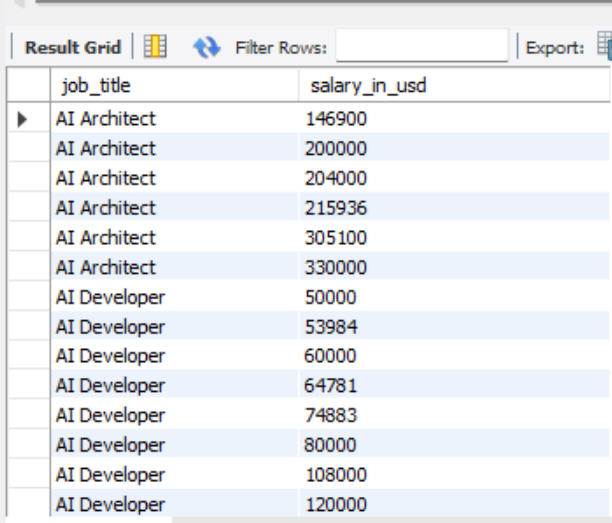 Result Grid Filter Rows: Export:
job_title salary_in_usd
AI Architect 146900
AI Architect 200000
AI Architect 204000
AI Architect 215936
AI Architect 305100
AI Architect 330000
AI Developer 50000
AI Developer 53984
AI Developer 60000
AI Developer 64781
AI Developer 74883
AI Developer 80000
AI Developer 108000
AI Developer 120000